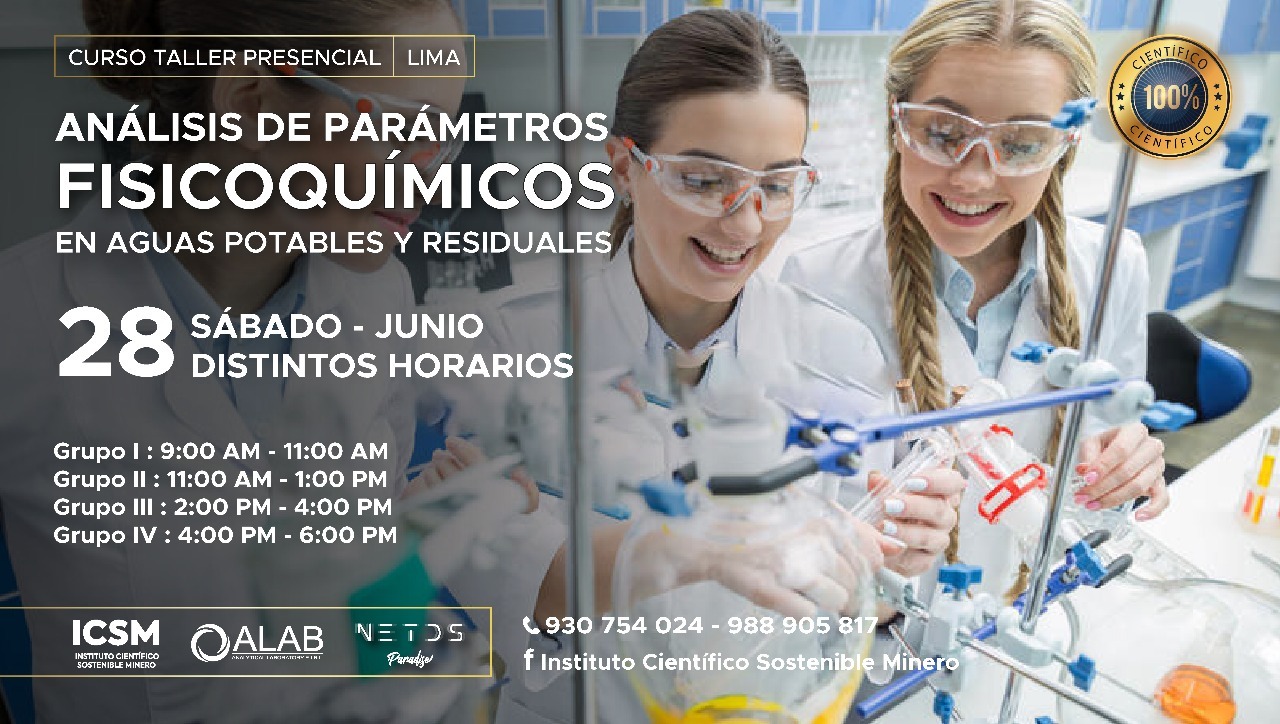 CURSO TALLER PRESENCIAL LIMA
ANÁLISIS DE PARÁMETROS
FISICOQUÍMICOS
EN AGUAS POTABLES Y RESIDUALES
28 SÁBADO - JUNIO
DISTINTOS HORARIOS
Grupo I : 9:00 AM - 11:00 AM
Grupo II : 11:00 AM - 1:00 PM
Grupo III : 2:00 PM - 4:00 PM
Grupo IV : 4:00 PM - 6:00 PM
CIENTÍFICO
100%
CIENTÍFICO
ICSM
INSTITUTO CIENTÍFICO
SOSTENIBLE MINERO
ALAB
ANALYTICAL LABORATORY
NETDS
Paradise
930 754 024 - 988 905 817
f Instituto Científico Sostenible Minero